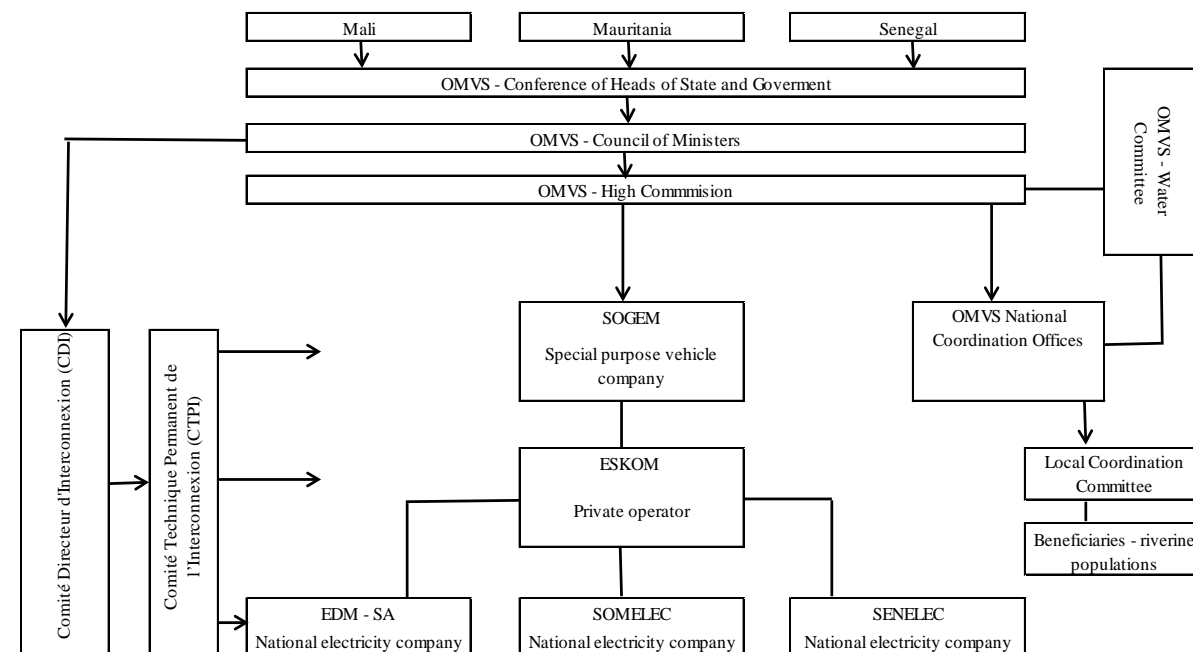 Mali
Mauritania
Senegal
OMVS - Conference of Heads of State and Goverment
OMVS - Council of Ministers
OMVS - High Commmision
OMVS - Water
Committee
SOGEM
Special purpose vehicle
company
OMVS National
Coordination Offices
Comité Directeur d'Interconnexion (CDI)
Comité Technique Permanent de
l'Interconnexion (CTPI)
ESKOM
Private operator
Local Coordination
Committee
Beneficiaries - riverine
populations
EDM - SA
National electricity company
SOMELEC
National electricity company
SENELEC
National electricity company